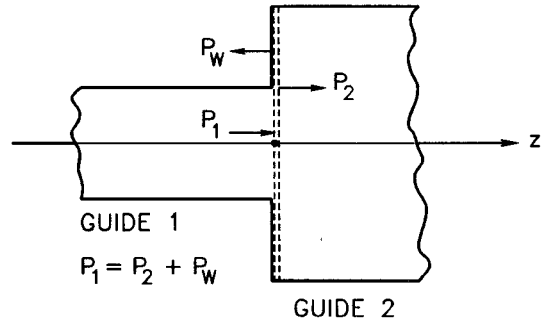 P_W
P_2
P_1
z
GUIDE 1
P_1 = P_2 + P_W
GUIDE 2